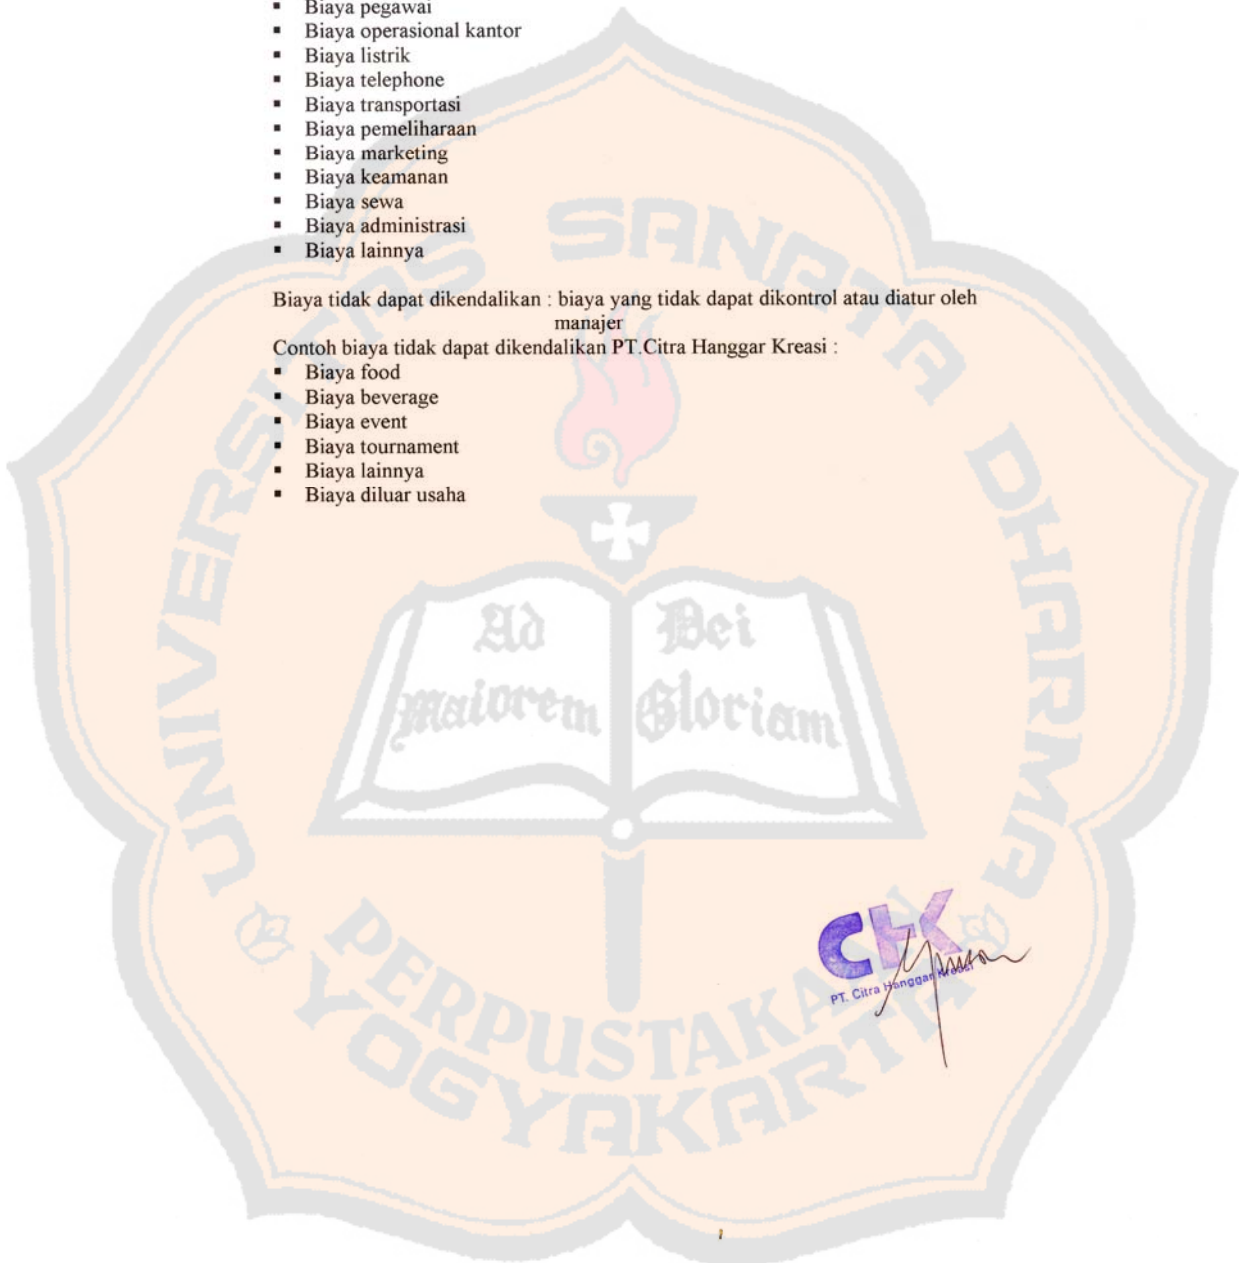 ▪ Biaya pegawai
▪ Biaya operasional kantor
▪ Biaya listrik
▪ Biaya telephone
▪ Biaya transportasi
▪ Biaya pemeliharaan
▪ Biaya marketing
▪ Biaya keamanan
▪ Biaya sewa
▪ Biaya administrasi
▪ Biaya lainnya
Biaya tidak dapat dikendalikan : biaya yang tidak dapat dikontrol atau diatur oleh
manajer
Contoh biaya tidak dapat dikendalikan PT.Citra Hanggar Kreasi :
▪ Biaya food
▪ Biaya beverage
▪ Biaya event
▪ Biaya tournament
▪ Biaya lainnya
▪ Biaya diluar usaha
UNIVERSITAS SANATA DHARMA
Ad Dei
maiorem Gloriam
PERPUSTAKAAN
YOGYAKARTA
CHK
PT. Citra Hanggar Kreasi